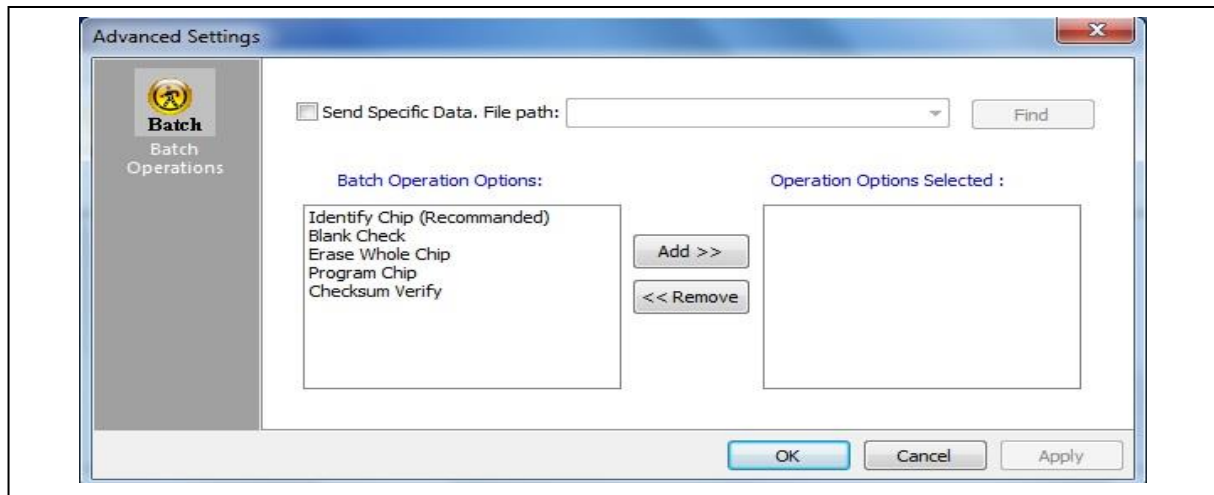 Advanced Settings
Batch
Batch
Operations
Send Specific Data. File path:
Find
Batch Operation Options:
Operation Options Selected :
Identify Chip (Recommanded)
Blank Check
Erase Whole Chip
Program Chip
Checksum Verify
Add >>
<< Remove
OK
Cancel
Apply